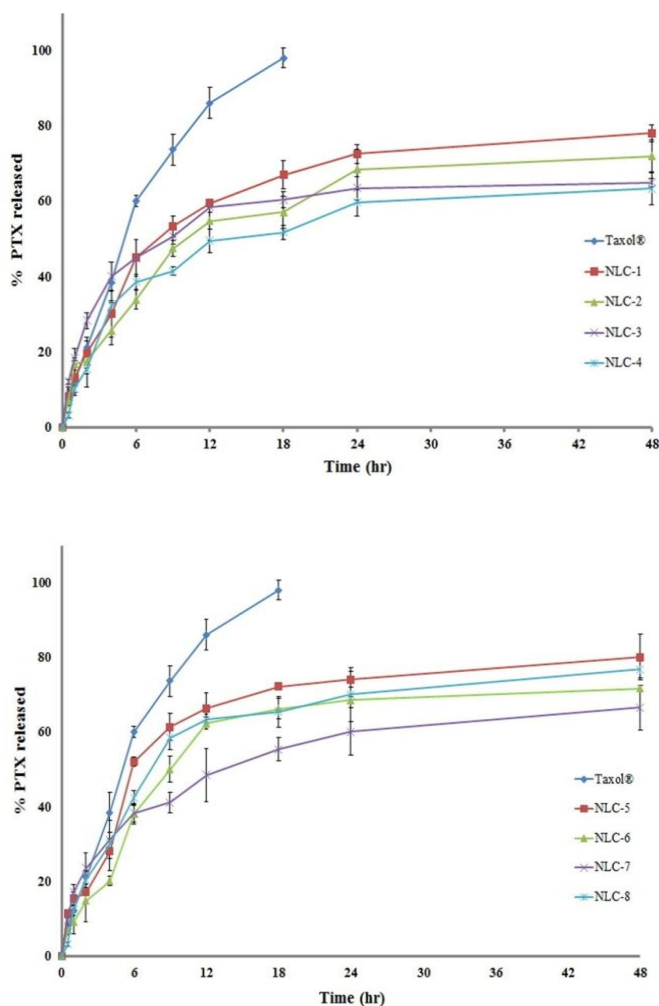 100
80
% PTX released
60
Taxol®
NLC-1
40
NLC-2
NLC-3
20
NLC-4
0
0 6 12 18 24 30 36 42 48
Time (hr)
100
80
% PTX released
60
Taxol®
NLC-5
40
NLC-6
NLC-7
20
NLC-8
0
0 6 12 18 24 30 36 42 48
Time (hr)